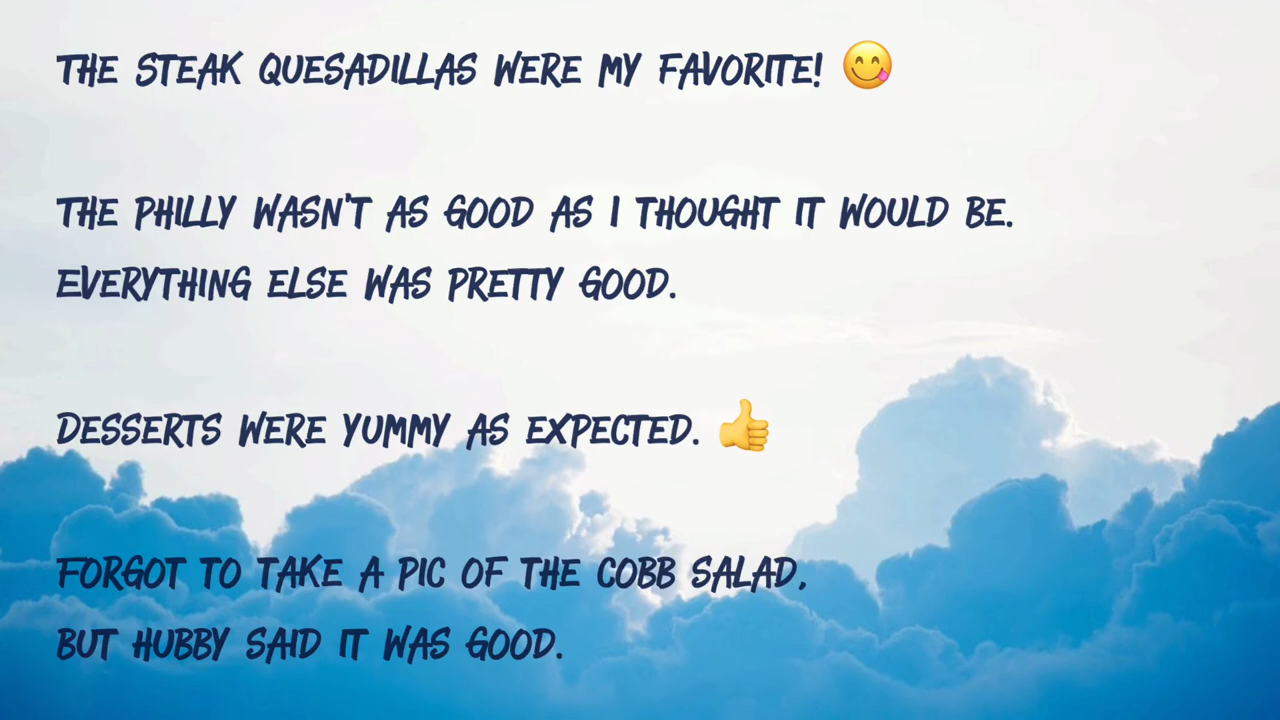 THE STEAK QUESADILLAS WERE MY FAVORITE! 😋
THE PHILLY WASN'T AS GOOD AS I THOUGHT IT WOULD BE.
EVERYTHING ELSE WAS PRETTY GOOD.
DESSERTS WERE YUMMY AS EXPECTED. 👍
FORGOT TO TAKE A PIC OF THE COBB SALAD,
BUT HUBBY SAID IT WAS GOOD.